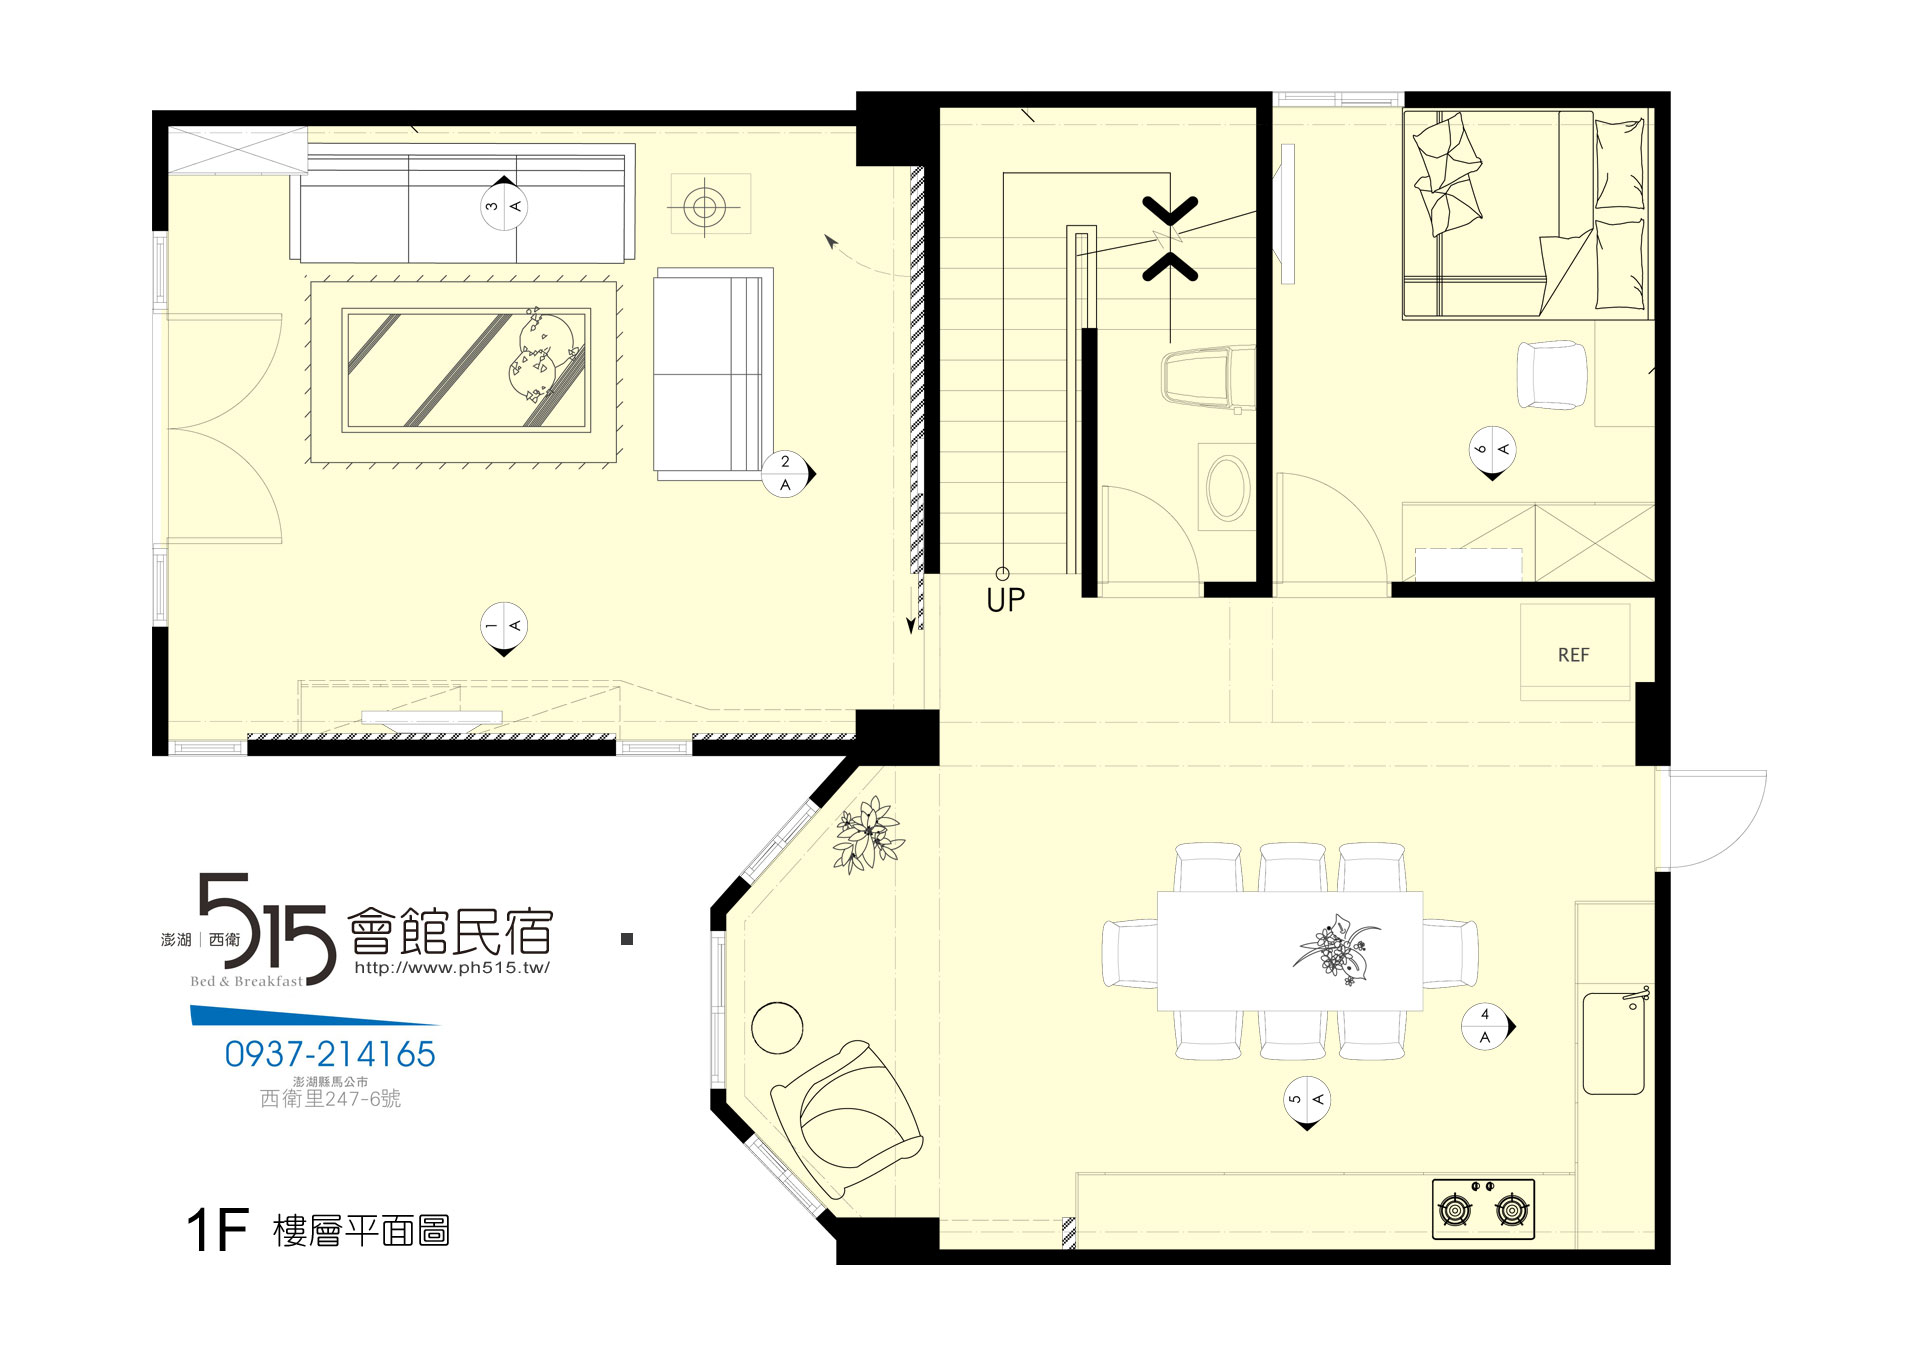 3
A
2
A
6
A
1
A
UP
REF
4
A
5
A
澎湖|西衛
515
會館民宿
http://www.ph515.tw/
Bed & Breakfast
0937-214165
澎湖縣馬公市
西衛里247-6號
1F 樓層平面圖